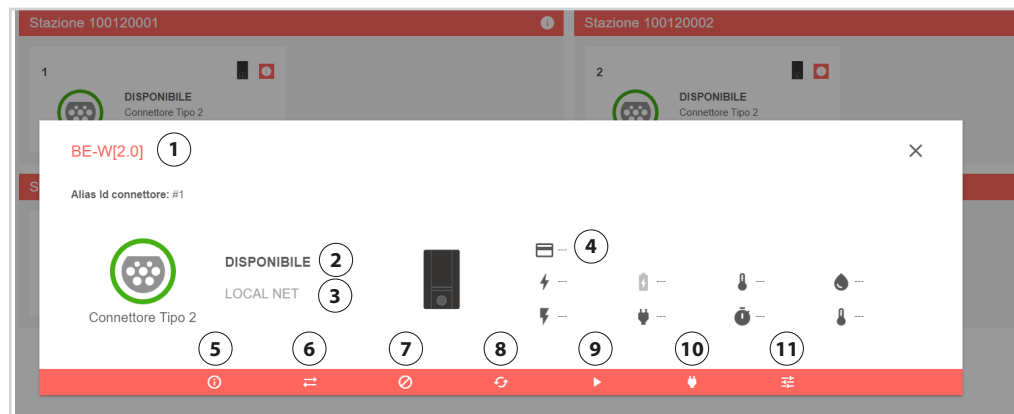 Stazione 100120001
Stazione 100120002
1
2
DISPONIBILE
Connettore Tipo 2
DISPONIBILE
Connettore Tipo 2
S
BE-W[2.0] 1
Alias Id connettore: #1
DISPONIBILE 2
LOCAL NET 3
Connettore Tipo 2
--- 4
--- --- --- ---
--- --- --- ---
5 6 7 8 9 10 11